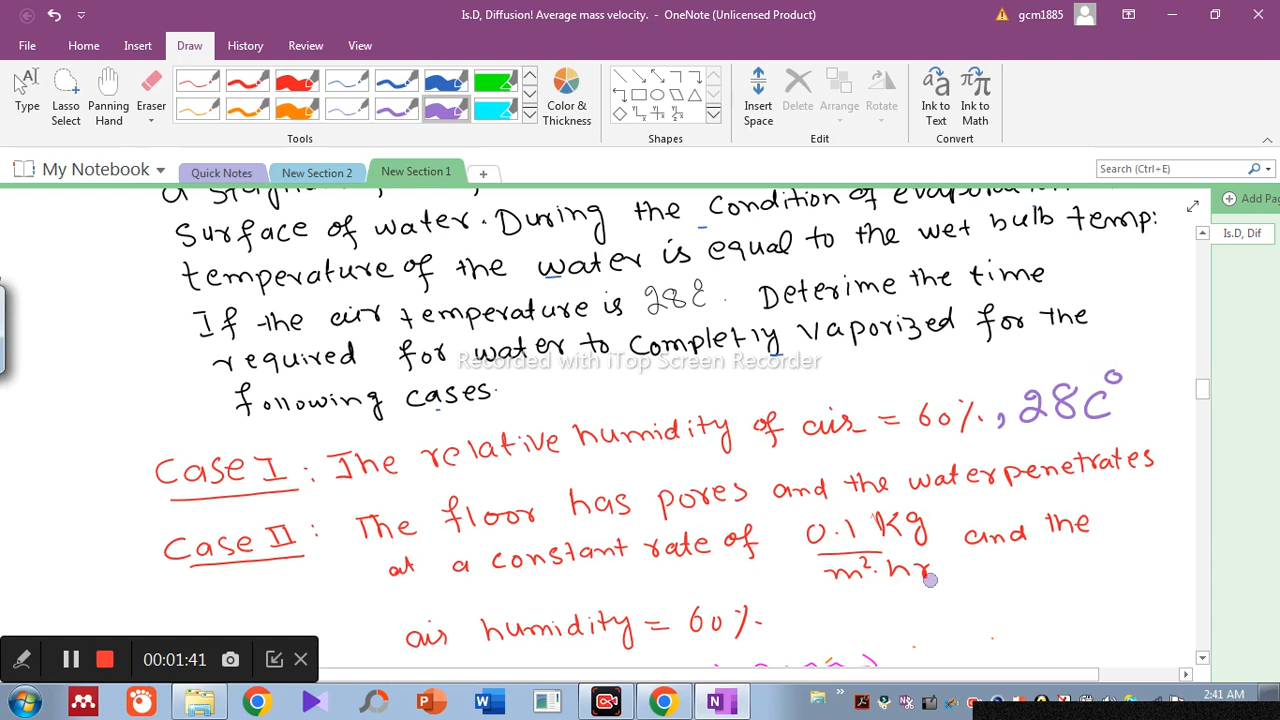 Is.D, Diffusion! Average mass velocity. - OneNote (Unlicensed Product)
gcm1885
File Home Insert Draw History Review View
Type Lasso Select Panning Hand Eraser Color & Thickness Insert Space Delete Arrange Rotate Ink to Text Ink to Math
Tools Shapes Edit Convert
My Notebook Quick Notes New Section 2 New Section 1 Search (Ctrl+E)
Add Pag
Is.D, Dif
Surface of water. During the condition of evaporation
temperature of the water is equal to the wet bulb temp:
If the air temperature is 28C. Deterime the time
required for water to completly vaporized for the
following cases.
Recorded with iTop Screen Recorder
Case I : The relative humidity of air = 60%, 28C°
Case II : The floor has pores and the water penetrates
at a constant rate of 0.1 Kg / m².hr and the
air humidity = 60%.
00:01:41
2:41 AM